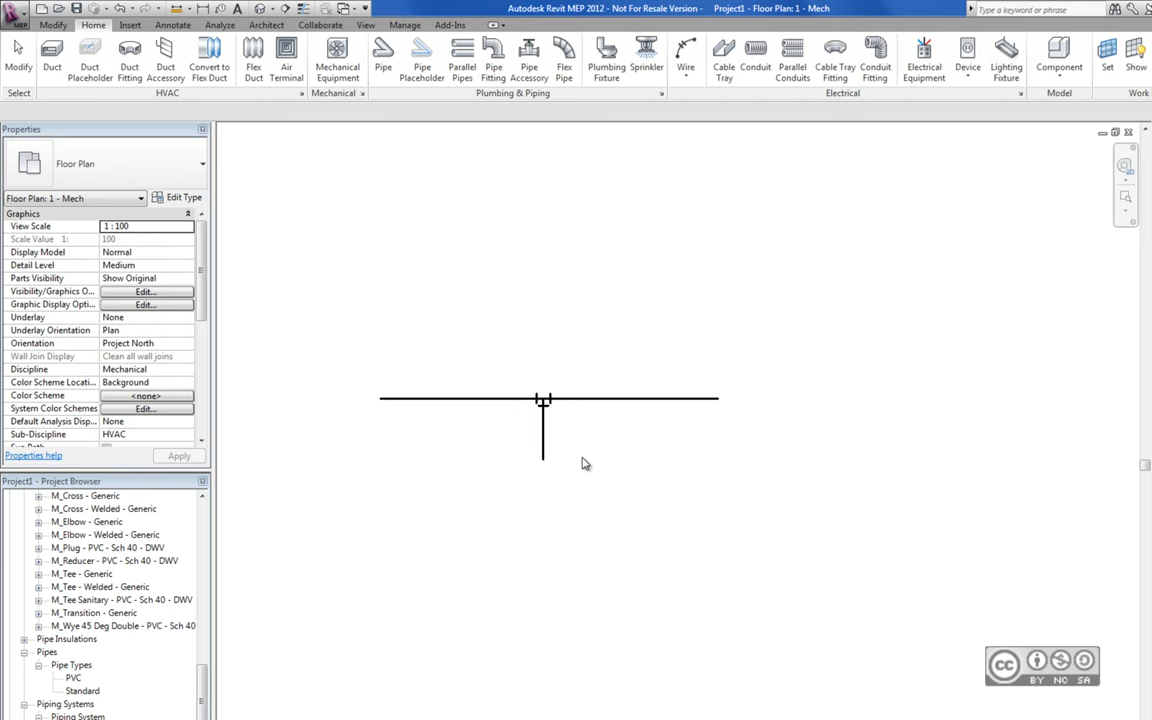 Autodesk Revit MEP 2012 - Not For Resale Version - Project1 - Floor Plan: 1 - Mech
Type a keyword or phrase
Modify Home Insert Annotate Analyze Architect Collaborate View Manage Add-Ins
MEP
Modify
Duct
Duct Placeholder
Duct Fitting
Duct Accessory
Convert to Flex Duct
Flex Duct
Air Terminal
Mechanical Equipment
Pipe
Pipe Placeholder
Parallel Pipes
Pipe Fitting
Pipe Accessory
Flex Pipe
Plumbing Fixture
Sprinkler
Wire
Cable Tray
Conduit
Parallel Conduits
Cable Tray Fitting
Conduit Fitting
Electrical Equipment
Device
Lighting Fixture
Component
Set
Show
Select HVAC Mechanical Plumbing & Piping Electrical Model Work
Properties
Floor Plan
Floor Plan: 1 - Mech Edit Type
Graphics
View Scale 1 : 100
Scale Value 1: 100
Display Model Normal
Detail Level Medium
Parts Visibility Show Original
Visibility/Graphics O... Edit...
Graphic Display Opti... Edit...
Underlay None
Underlay Orientation Plan
Orientation Project North
Wall Join Display Clean all wall joins
Discipline Mechanical
Color Scheme Locati... Background
Color Scheme <none>
System Color Schemes Edit...
Default Analysis Disp... None
Sub-Discipline HVAC
Properties help Apply
Project1 - Project Browser
M_Cross - Generic
M_Cross - Welded - Generic
M_Elbow - Generic
M_Elbow - Welded - Generic
M_Plug - PVC - Sch 40 - DWV
M_Reducer - PVC - Sch 40 - DWV
M_Tee - Generic
M_Tee - Welded - Generic
M_Tee Sanitary - PVC - Sch 40 - DWV
M_Transition - Generic
M_Wye 45 Deg Double - PVC - Sch 40
Pipe Insulations
Pipes
Pipe Types
PVC
Standard
Piping Systems
Piping System
cc
BY NC SA